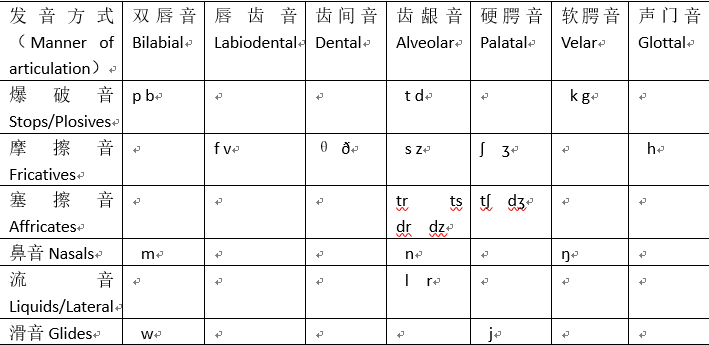 发音方式 双唇音 唇齿音 齿间音 齿龈音 硬腭音 软腭音 声门音
（Manner of Bilabial Labiodental Dental Alveolar Palatal Velar Glottal
articulation）
爆破音 p b t d k g
Stops/Plosives
摩擦音 f v θ ð s z ʃ ʒ h
Fricatives
塞擦音 tr ts tʃ dʒ
Affricates dr dz
鼻音 Nasals m n ŋ
流音 l r
Liquids/Lateral
滑音 Glides w j